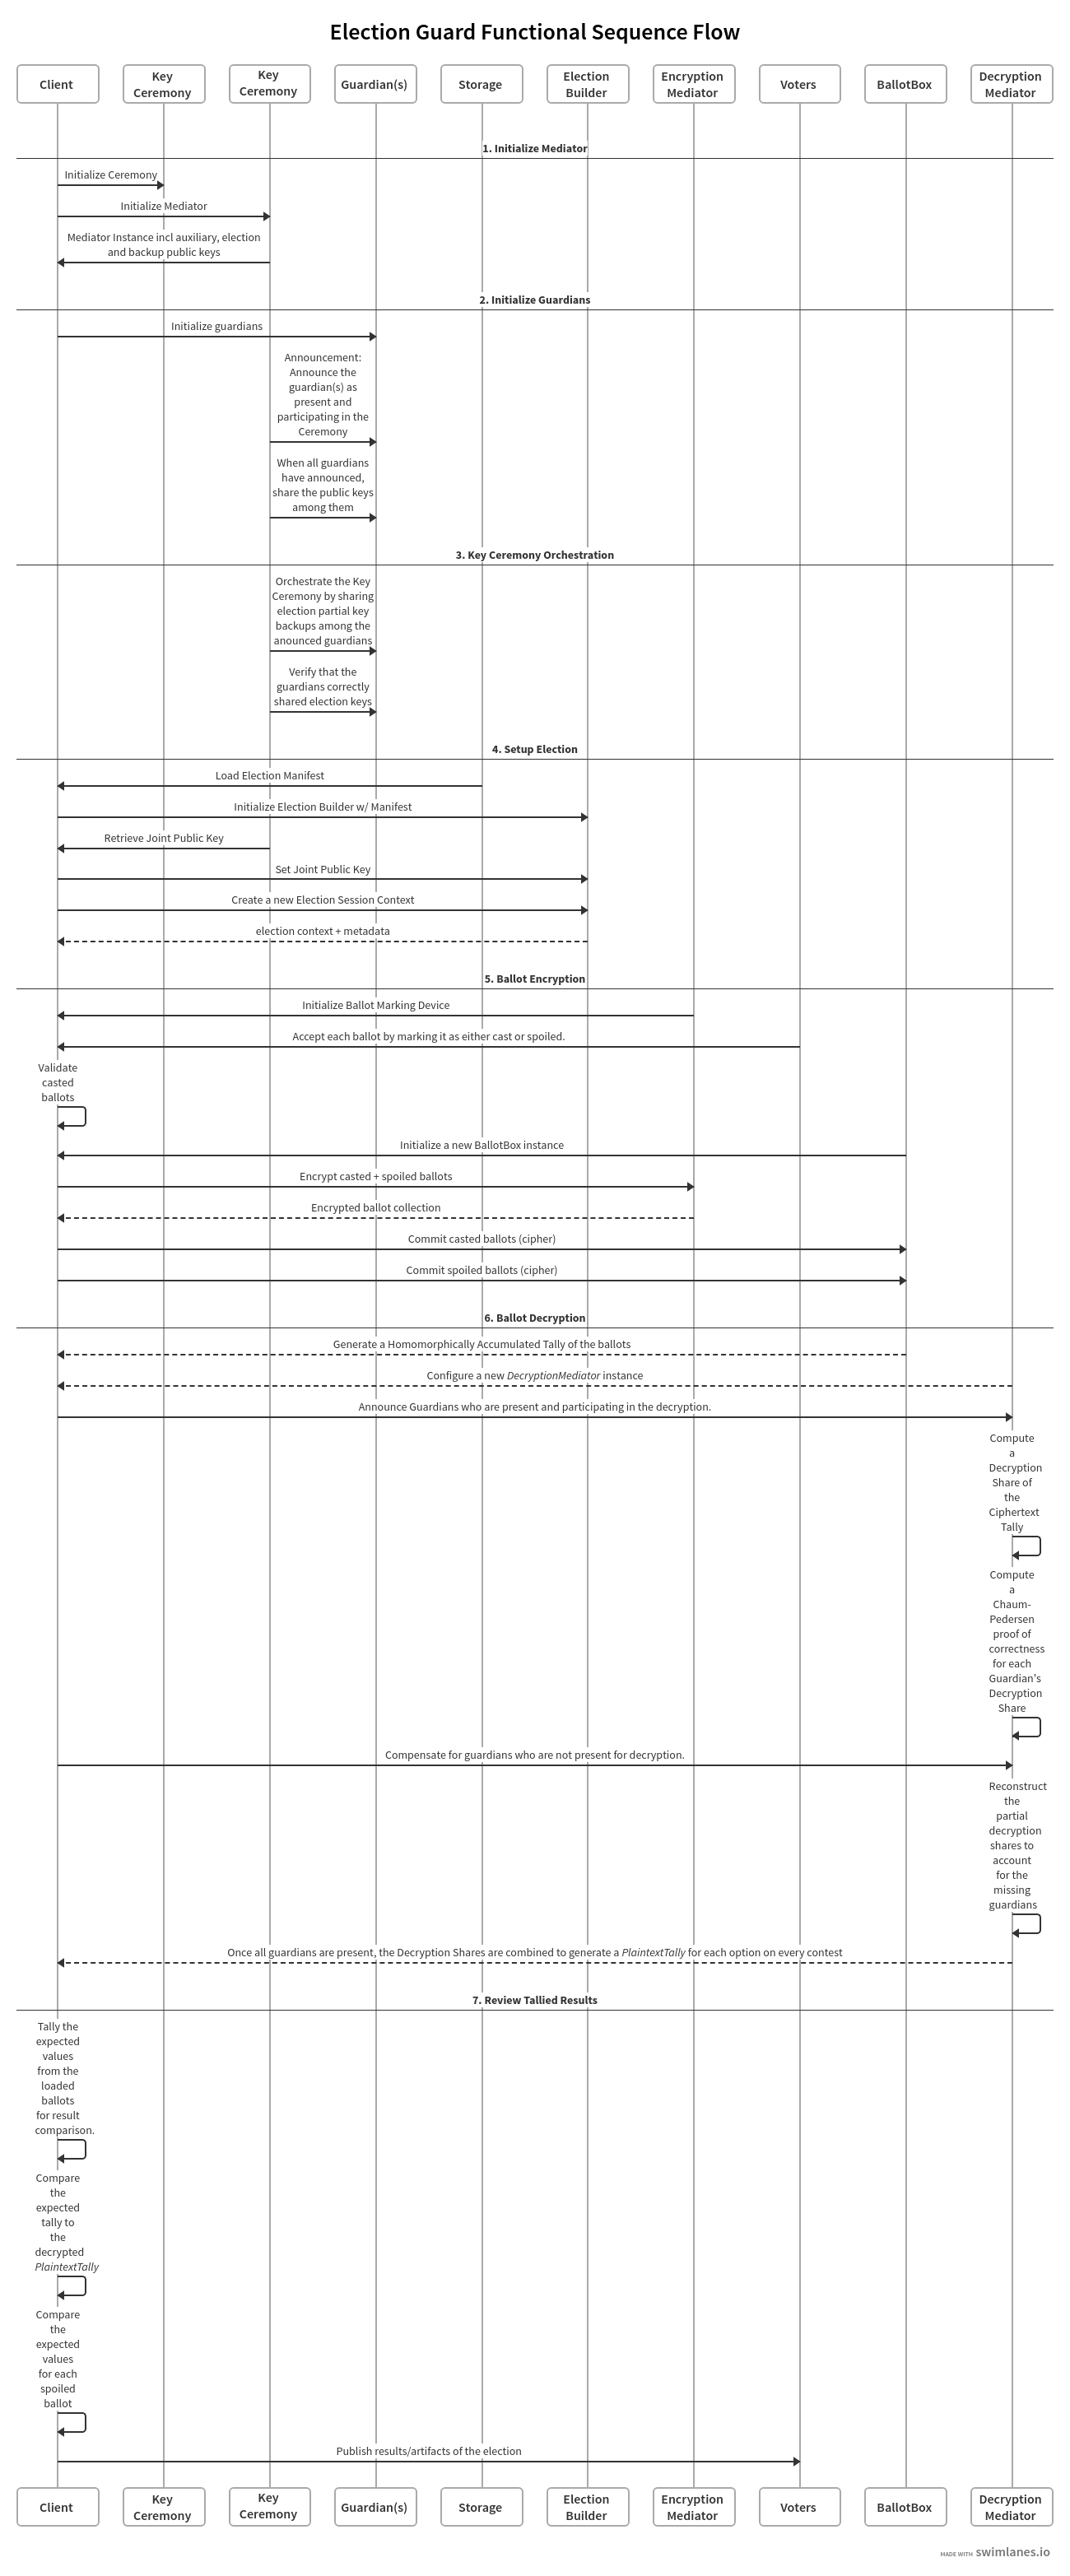 Election Guard Functional Sequence Flow
Client
Key
Ceremony
Key
Ceremony
Guardian(s)
Storage
Election
Builder
Encryption
Mediator
Voters
BallotBox
Decryption
Mediator
1. Initialize Mediator
Initialize Ceremony
Initialize Mediator
Mediator Instance incl auxiliary, election
and backup public keys
2. Initialize Guardians
Initialize guardians
Announcement:
Announce the
guardian(s) as
present and
participating in the
Ceremony
When all guardians
have announced,
share the public keys
among them
3. Key Ceremony Orchestration
Orchestrate the Key
Ceremony by sharing
election partial key
backups among the
anounced guardians
Verify that the
guardians correctly
shared election keys
4. Setup Election
Load Election Manifest
Initialize Election Builder w/ Manifest
Retrieve Joint Public Key
Set Joint Public Key
Create a new Election Session Context
election context + metadata
5. Ballot Encryption
Initialize Ballot Marking Device
Accept each ballot by marking it as either cast or spoiled.
Validate
casted
ballots
Initialize a new BallotBox instance
Encrypt casted + spoiled ballots
Encrypted ballot collection
Commit casted ballots (cipher)
Commit spoiled ballots (cipher)
6. Ballot Decryption
Generate a Homomorphically Accumulated Tally of the ballots
Configure a new DecryptionMediator instance
Announce Guardians who are present and participating in the decryption.
Compute
a
Decryption
Share of
the
Ciphertext
Tally
Compute
a
Chaum-
Pedersen
proof of
correctness
for each
Guardian's
Decryption
Share
Compensate for guardians who are not present for decryption.
Reconstruct
the
partial
decryption
shares to
account
for the
missing
guardians
Once all guardians are present, the Decryption Shares are combined to generate a PlaintextTally for each option on every contest
7. Review Tallied Results
Tally the
expected
values
from the
loaded
ballots
for result
comparison.
Compare
the
expected
tally to
the
decrypted
PlaintextTally
Compare
the
expected
values
for each
spoiled
ballot
Publish results/artifacts of the election
Client
Key
Ceremony
Key
Ceremony
Guardian(s)
Storage
Election
Builder
Encryption
Mediator
Voters
BallotBox
Decryption
Mediator
MADE WITH swimlanes.io